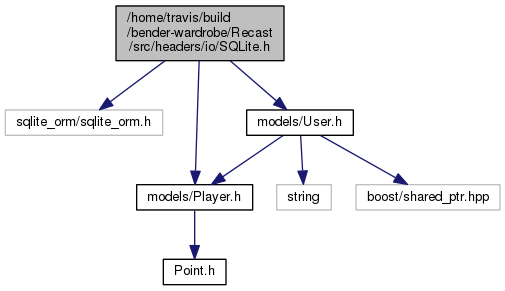 /home/travis/build
/bender-wardrobe/Recast
/src/headers/io/SQLite.h
sqlite_orm/sqlite_orm.h
models/User.h
models/Player.h
string
boost/shared_ptr.hpp
Point.h